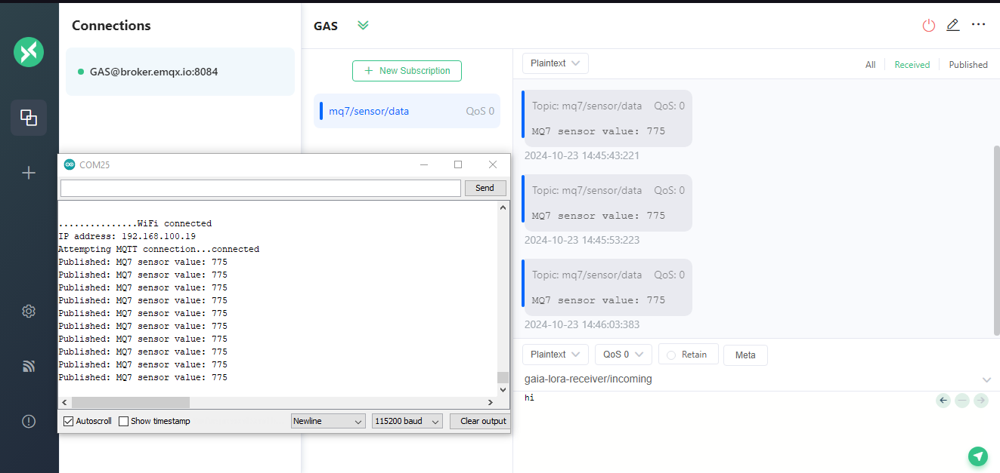 Connections
GAS@broker.emqx.io:8084
GAS
New Subscription
mq7/sensor/data QoS 0
Plaintext
All
Received
Published
Topic: mq7/sensor/data QoS: 0
MQ7 sensor value: 775
2024-10-23 14:45:43:221
Topic: mq7/sensor/data QoS: 0
MQ7 sensor value: 775
2024-10-23 14:45:53:223
Topic: mq7/sensor/data QoS: 0
MQ7 sensor value: 775
2024-10-23 14:46:03:383
Plaintext
QoS 0
Retain
Meta
gaia-lora-receiver/incoming
hi
COM25
Send
...............WiFi connected
IP address: 192.168.100.19
Attempting MQTT connection...connected
Published: MQ7 sensor value: 775
Published: MQ7 sensor value: 775
Published: MQ7 sensor value: 775
Published: MQ7 sensor value: 775
Published: MQ7 sensor value: 775
Published: MQ7 sensor value: 775
Published: MQ7 sensor value: 775
Published: MQ7 sensor value: 775
Published: MQ7 sensor value: 775
Published: MQ7 sensor value: 775
Autoscroll
Show timestamp
Newline
115200 baud
Clear output